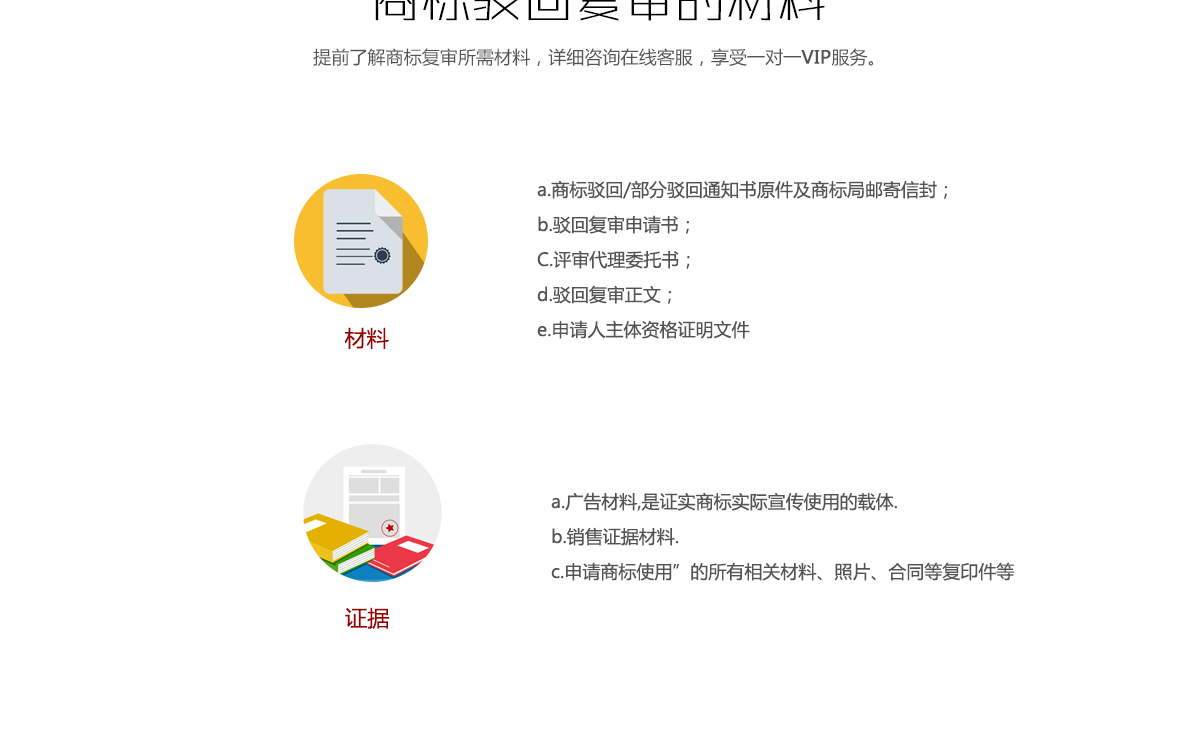 商标驳回复审的材料
提前了解商标复审所需材料，详细咨询在线客服，享受一对一VIP服务。
a.商标驳回/部分驳回通知书原件及商标局邮寄信封；
b.驳回复审申请书；
C.评审代理委托书；
d.驳回复审正文；
e.申请人主体资格证明文件
材料
a.广告材料,是证实商标实际宣传使用的载体.
b.销售证据材料.
c.申请商标使用”的所有相关材料、照片、合同等复印件等
证据